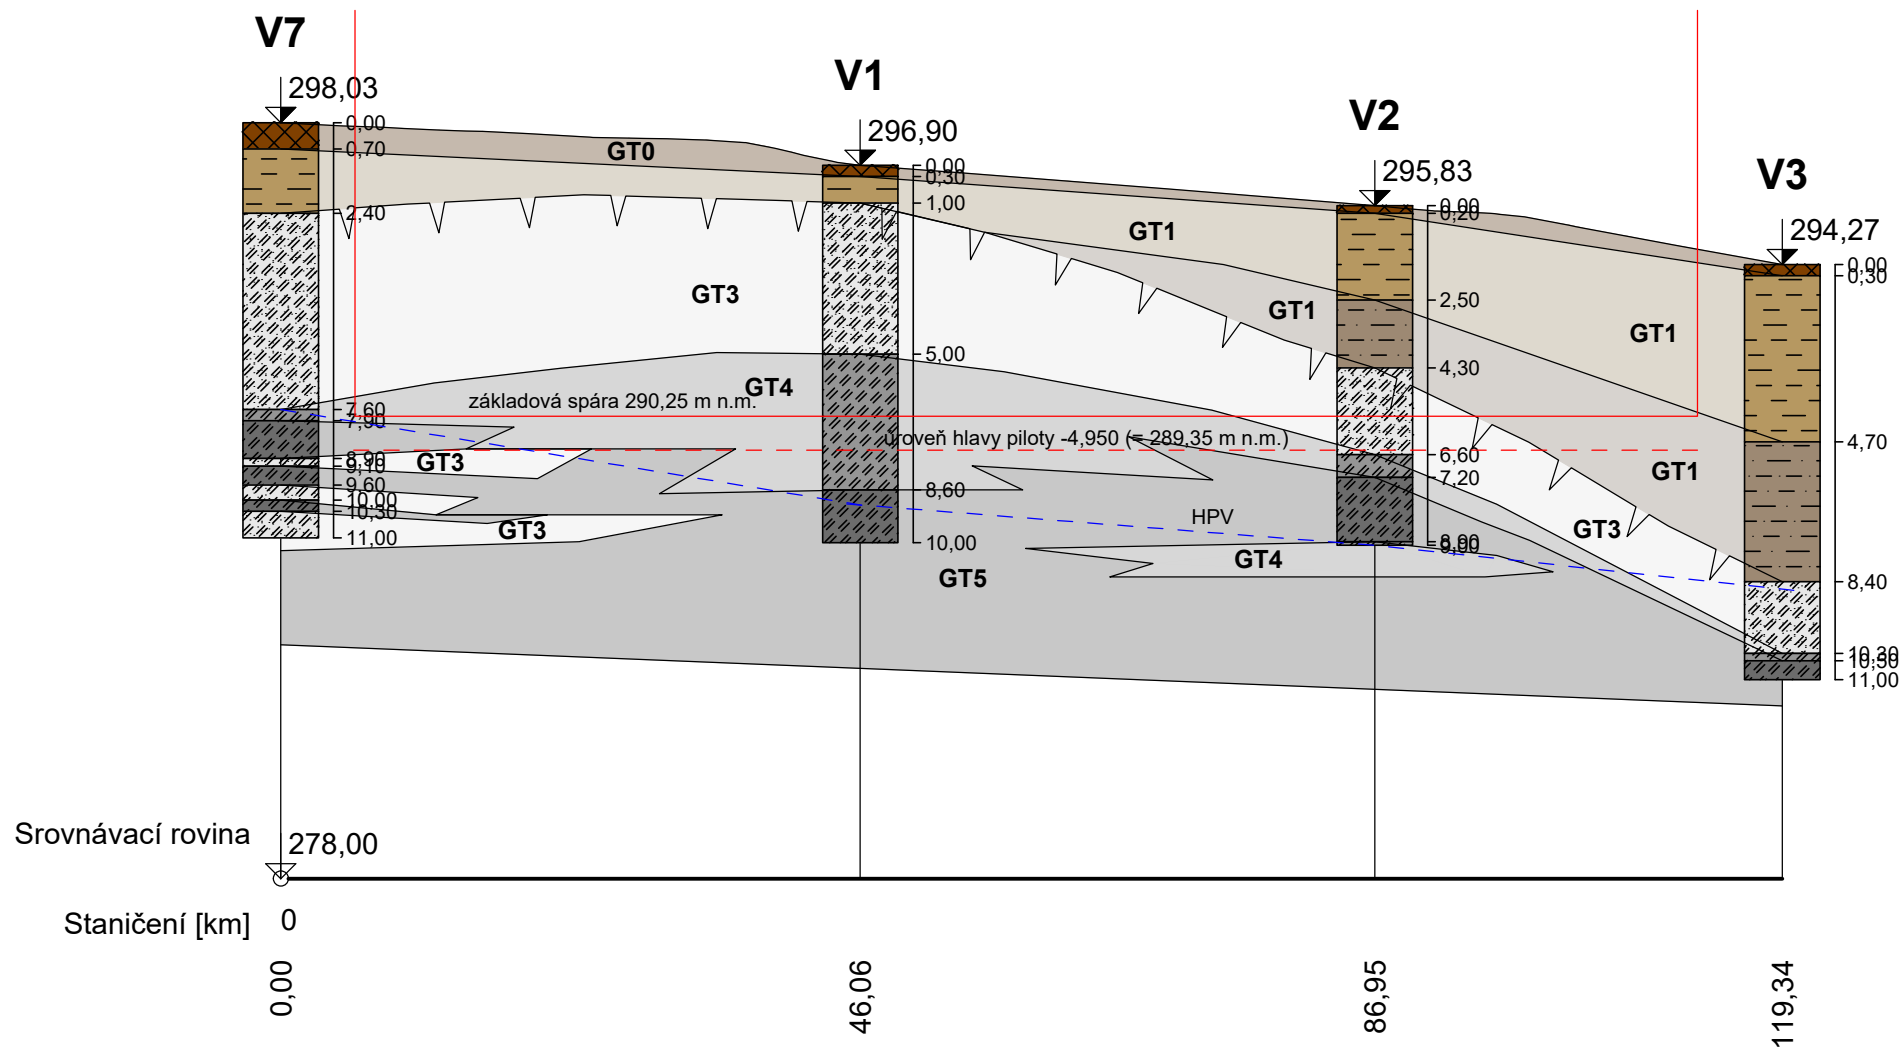 V7
298,03
V1
296,90
V2
295,83
V3
294,27
0,00
0,70
2,40
7,60
7,90
8,90
9,10
9,60
10,00
10,30
11,00
0,00
0,30
1,00
5,00
8,60
10,00
0,00
0,20
2,50
4,30
6,60
7,20
9,00
0,00
0,30
4,70
8,40
10,30
10,50
11,00
GT0
GT1
GT3
GT1
GT1
GT4
základová spára 290,25 m n.m.
úroveň hlavy piloty -4,950 (= 289,35 m n.m.)
GT3
GT1
HPV
GT3
GT3
GT4
GT5
Srovnávací rovina
278,00
Staničení [km]
0
0,00
46,06
86,95
119,34